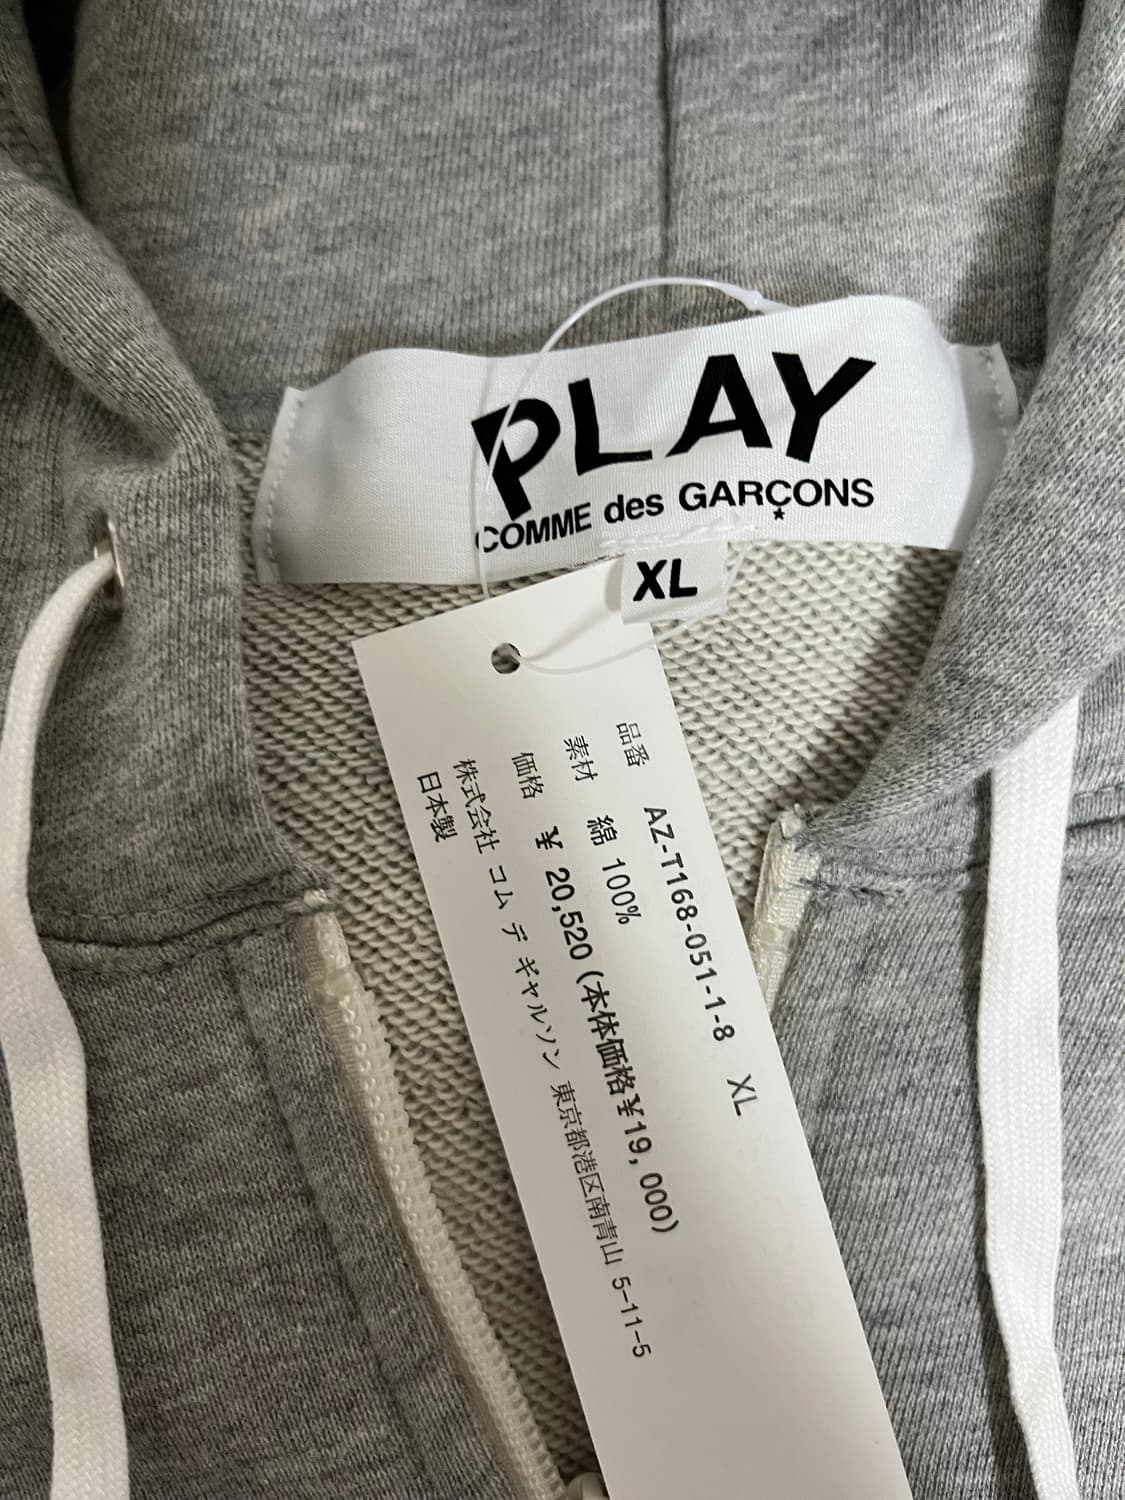 PLAY
COMME des GARÇONS
XL
品番 AZ-T168-051-1-8 XL
素材 綿 100%
価格 ¥ 20,520 (本体価格¥19,000)
株式会社 コム デ ギャルソン 東京都港区南青山 5-11-5
日本製